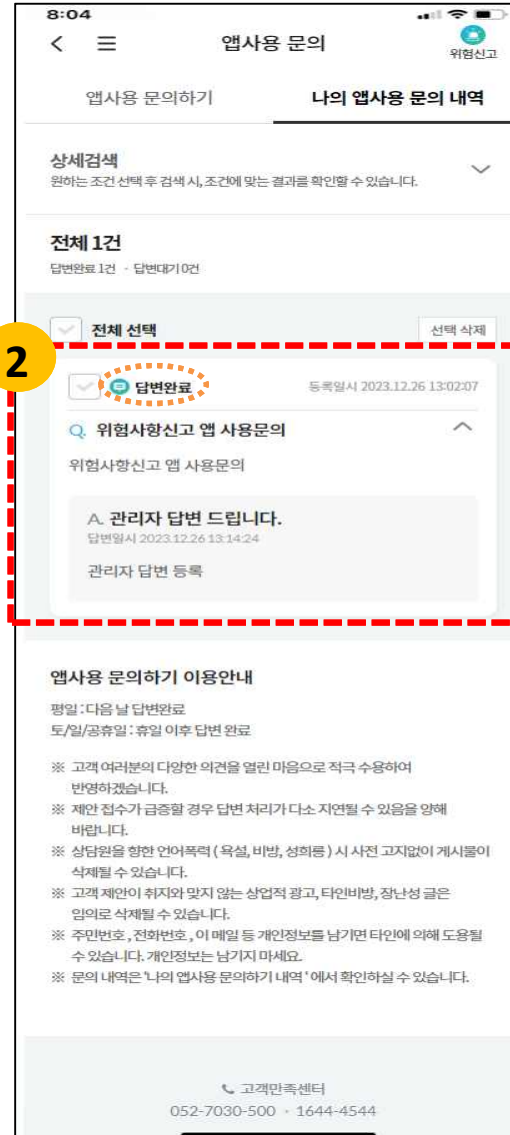 8:04
앱사용 문의
위험신고
앱사용 문의하기
나의 앱사용 문의 내역
상세검색
원하는 조건 선택 후 검색 시, 조건에 맞는 결과를 확인할 수 있습니다.
전체 1건
답변완료 1건 · 답변대기 0건
전체 선택
선택 삭제
2
답변완료
등록일시 2023.12.26 13:02:07
Q. 위험사항신고 앱 사용문의
위험사항신고 앱 사용문의
A. 관리자 답변 드립니다.
답변일시 2023.12.26 13:14:24
관리자 답변 등록
앱사용 문의하기 이용안내
평일 : 다음 날 답변완료
토/일/공휴일 : 휴일 이후 답변 완료
※ 고객 여러분의 다양한 의견을 열린 마음으로 적극 수용하여
반영하겠습니다.
※ 제안 접수가 급증할 경우 답변 처리가 다소 지연될 수 있음을 양해
바랍니다.
※ 상담원을 향한 언어폭력 ( 욕설, 비방, 성희롱 ) 시 사전 고지없이 게시물이
삭제될 수 있습니다.
※ 고객 제안이 취지와 맞지 않는 상업적 광고, 타인비방, 장난성 글은
임의로 삭제될 수 있습니다.
※ 주민번호 , 전화번호 , 이 메일 등 개인정보를 남기면 타인에 의해 도용될
수 있습니다. 개인정보는 남기지 마세요.
※ 문의 내역은 '나의 앱사용 문의하기 내역 ' 에서 확인하실 수 있습니다.
고객만족센터
052-7030-500 · 1644-4544